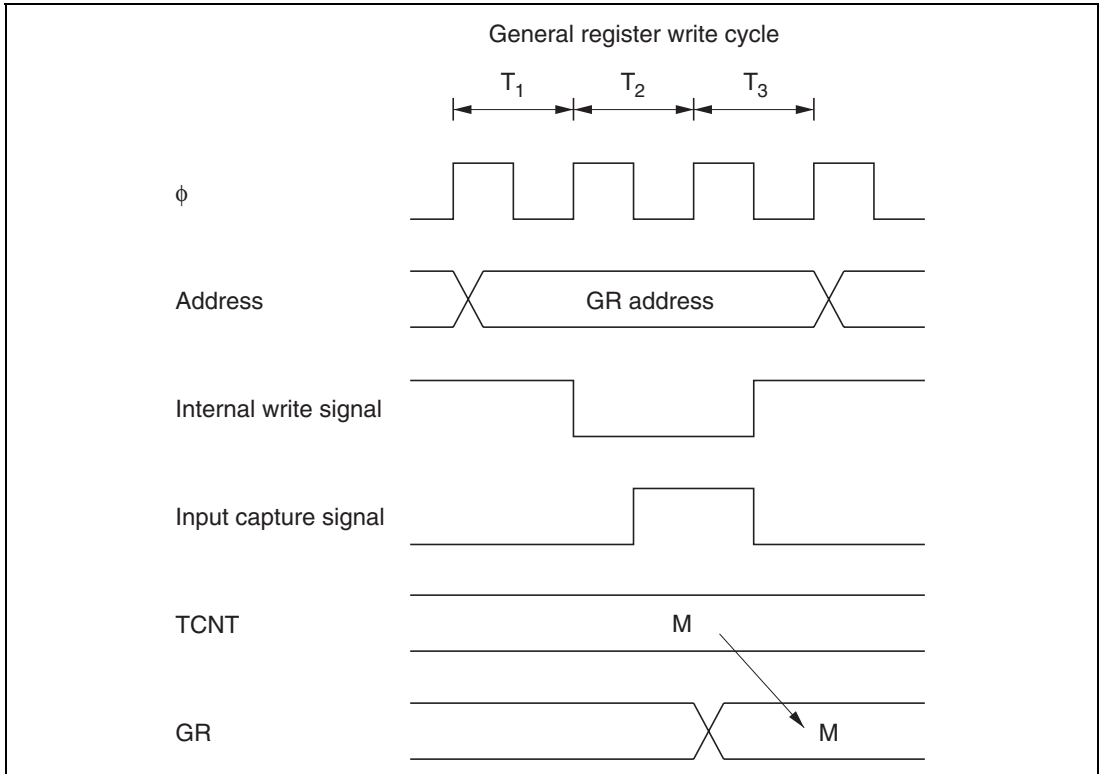 General register write cycle
T1 T2 T3
φ
Address GR address
Internal write signal
Input capture signal
TCNT M
GR M